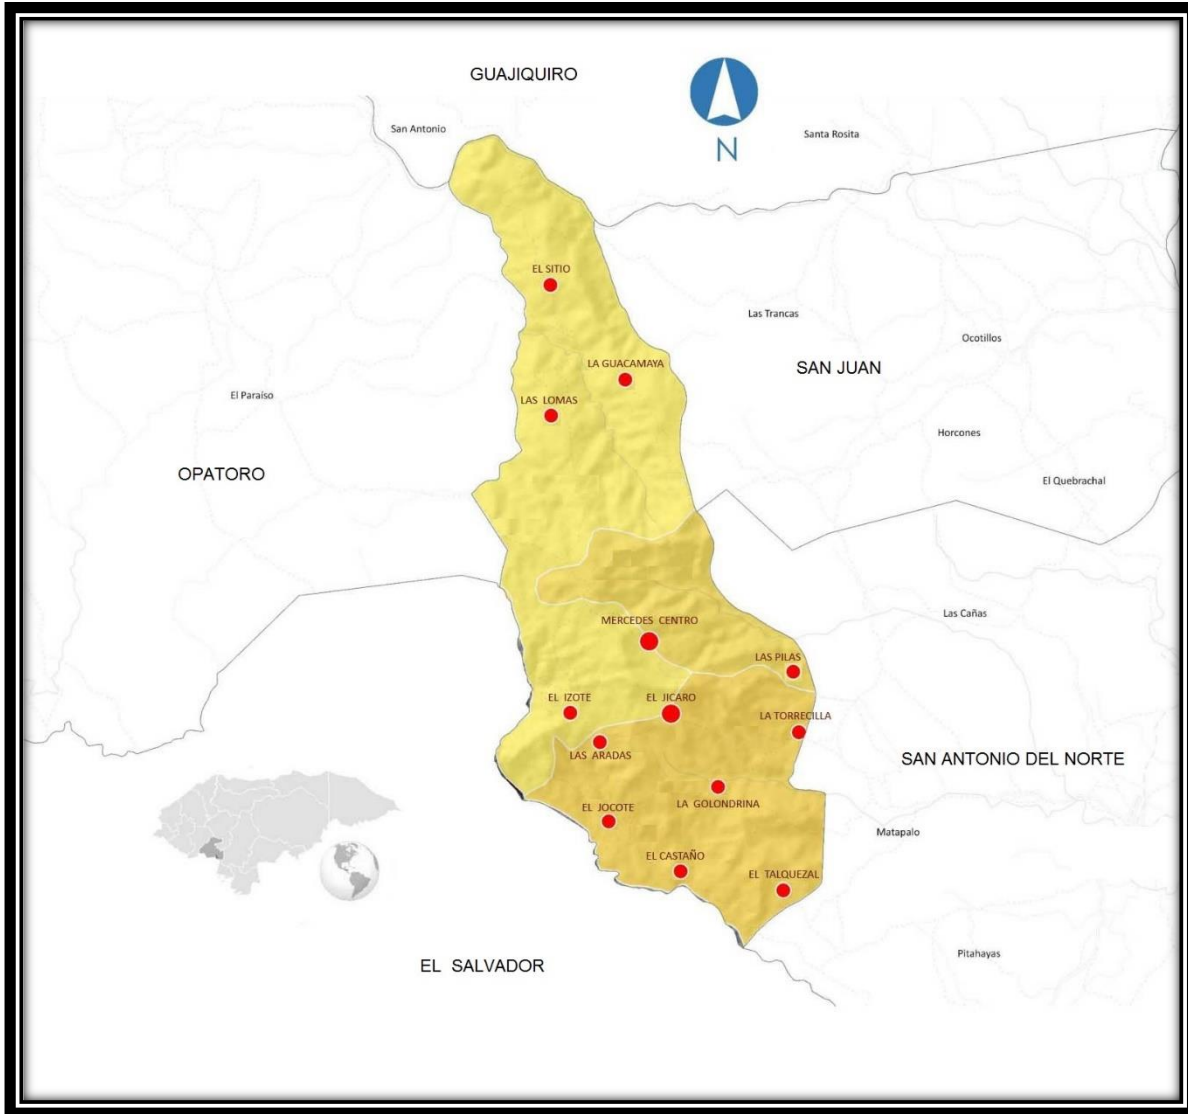 GUAJIQUIRO
San Antonio
N
Santa Rosita
EL SITIO
Las Trancas
Ocotillos
LA GUACAMAYA
SAN JUAN
El Paraíso
LAS LOMAS
Horcones
OPATORO
El Quebrachal
Las Cañas
MERCEDES CENTRO
LAS PILAS
EL IZOTE
EL JICARO
LA TORRECILLA
LAS ARADAS
SAN ANTONIO DEL NORTE
EL JOCOTE
LA GOLONDRINA
Matapalo
EL CASTAÑO
EL TALQUEZAL
Pitahayas
EL SALVADOR